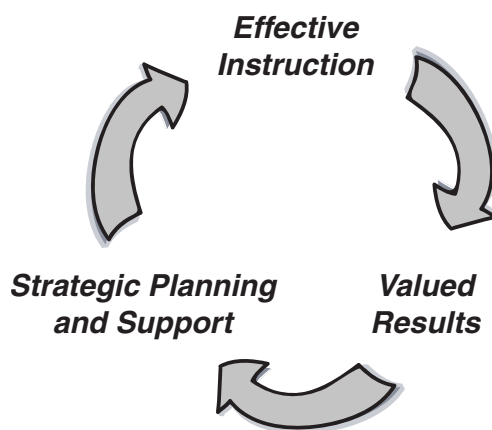 Effective
Instruction
Strategic Planning
and Support
Valued
Results